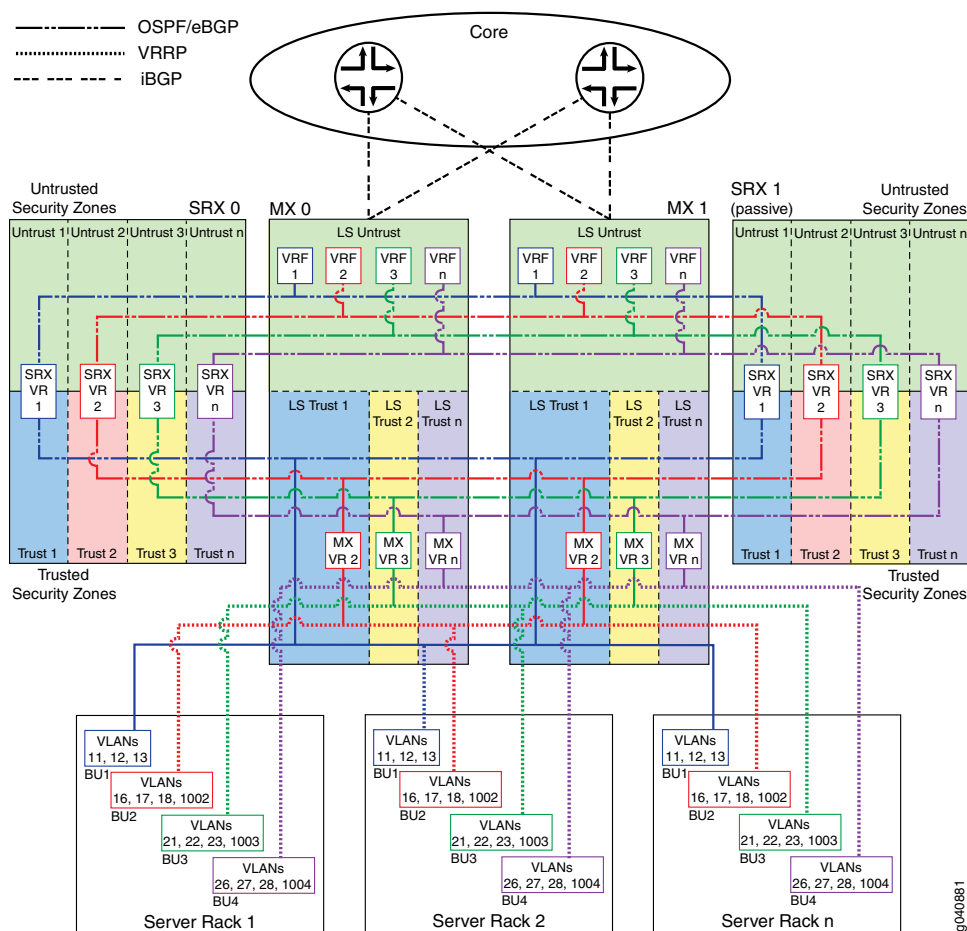 OSPF/eBGP
VRRP
iBGP
Core
Untrusted
Security Zones
SRX 0
MX 0
MX 1
SRX 1
(passive)
Untrusted
Security Zones
Untrust 1
Untrust 2
Untrust 3
Untrust n
LS Untrust
LS Untrust
Untrust 1
Untrust 2
Untrust 3
Untrust n
VRF
1
VRF
2
VRF
3
VRF
n
VRF
1
VRF
2
VRF
3
VRF
n
SRX
VR
1
SRX
VR
2
SRX
VR
3
SRX
VR
n
SRX
VR
1
SRX
VR
2
SRX
VR
3
SRX
VR
n
LS Trust 1
LS
Trust 2
LS
Trust n
LS Trust 1
LS
Trust 2
LS
Trust n
MX
VR 2
MX
VR 3
MX
VR n
MX
VR 2
MX
VR 3
MX
VR n
Trust 1
Trust 2
Trust 3
Trust n
Trust 1
Trust 2
Trust 3
Trust n
Trusted
Security Zones
Trusted
Security Zones
VLANs
11, 12, 13
BU1
VLANs
16, 17, 18, 1002
BU2
VLANs
21, 22, 23, 1003
BU3
VLANs
26, 27, 28, 1004
BU4
Server Rack 1
VLANs
11, 12, 13
BU1
VLANs
16, 17, 18, 1002
BU2
VLANs
21, 22, 23, 1003
BU3
VLANs
26, 27, 28, 1004
BU4
Server Rack 2
VLANs
11, 12, 13
BU1
VLANs
16, 17, 18, 1002
BU2
VLANs
21, 22, 23, 1003
BU3
VLANs
26, 27, 28, 1004
BU4
Server Rack n
g040881